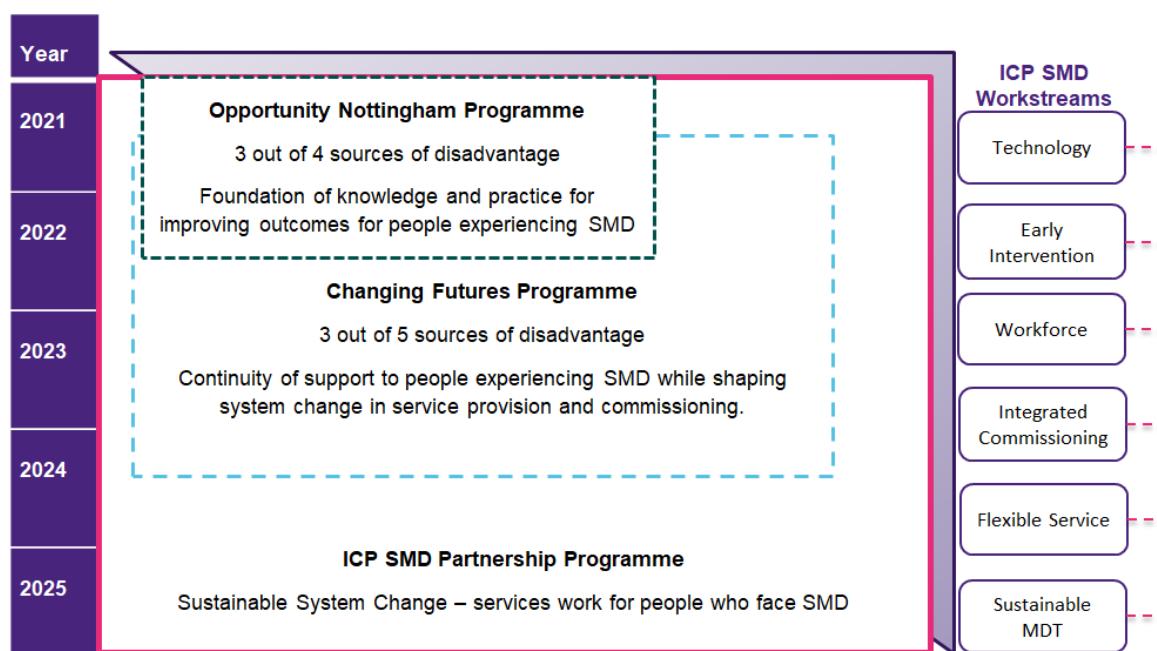 Year
2021
2022
2023
2024
2025
Opportunity Nottingham Programme
3 out of 4 sources of disadvantage
Foundation of knowledge and practice for
improving outcomes for people experiencing SMD
Changing Futures Programme
3 out of 5 sources of disadvantage
Continuity of support to people experiencing SMD while shaping
system change in service provision and commissioning.
ICP SMD Partnership Programme
Sustainable System Change – services work for people who face SMD
ICP SMD
Workstreams
Technology
Early
Intervention
Workforce
Integrated
Commissioning
Flexible Service
Sustainable
MDT